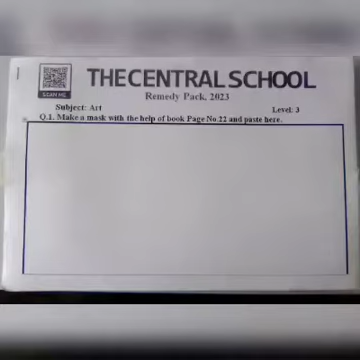 SCAN ME
THE CENTRAL SCHOOL
Remedy Pack, 2023
Subject: Art Level: 3
Q.1. Make a mask with the help of book Page No.22 and paste here.